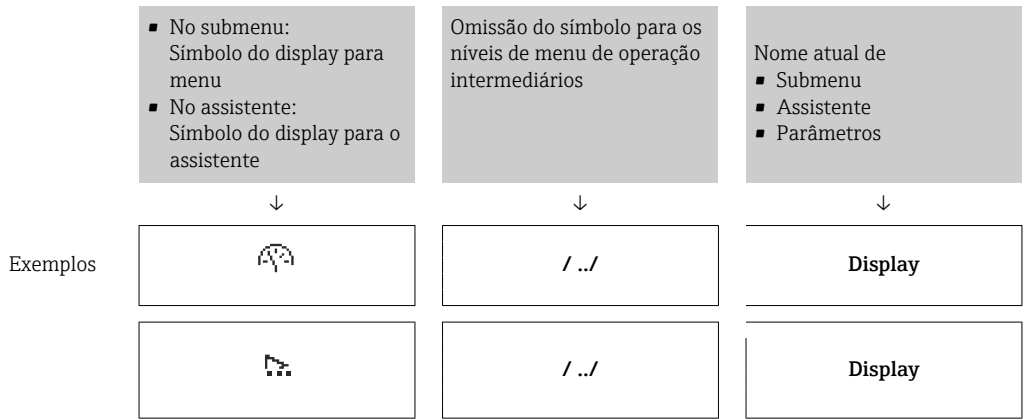 ▪ No submenu:
Símbolo do display para
menu
▪ No assistente:
Símbolo do display para o
assistente
Omissão do símbolo para os
níveis de menu de operação
intermediários
Nome atual de
▪ Submenu
▪ Assistente
▪ Parâmetros
↓ ↓ ↓
Exemplos / ../ Display
/ ../ Display